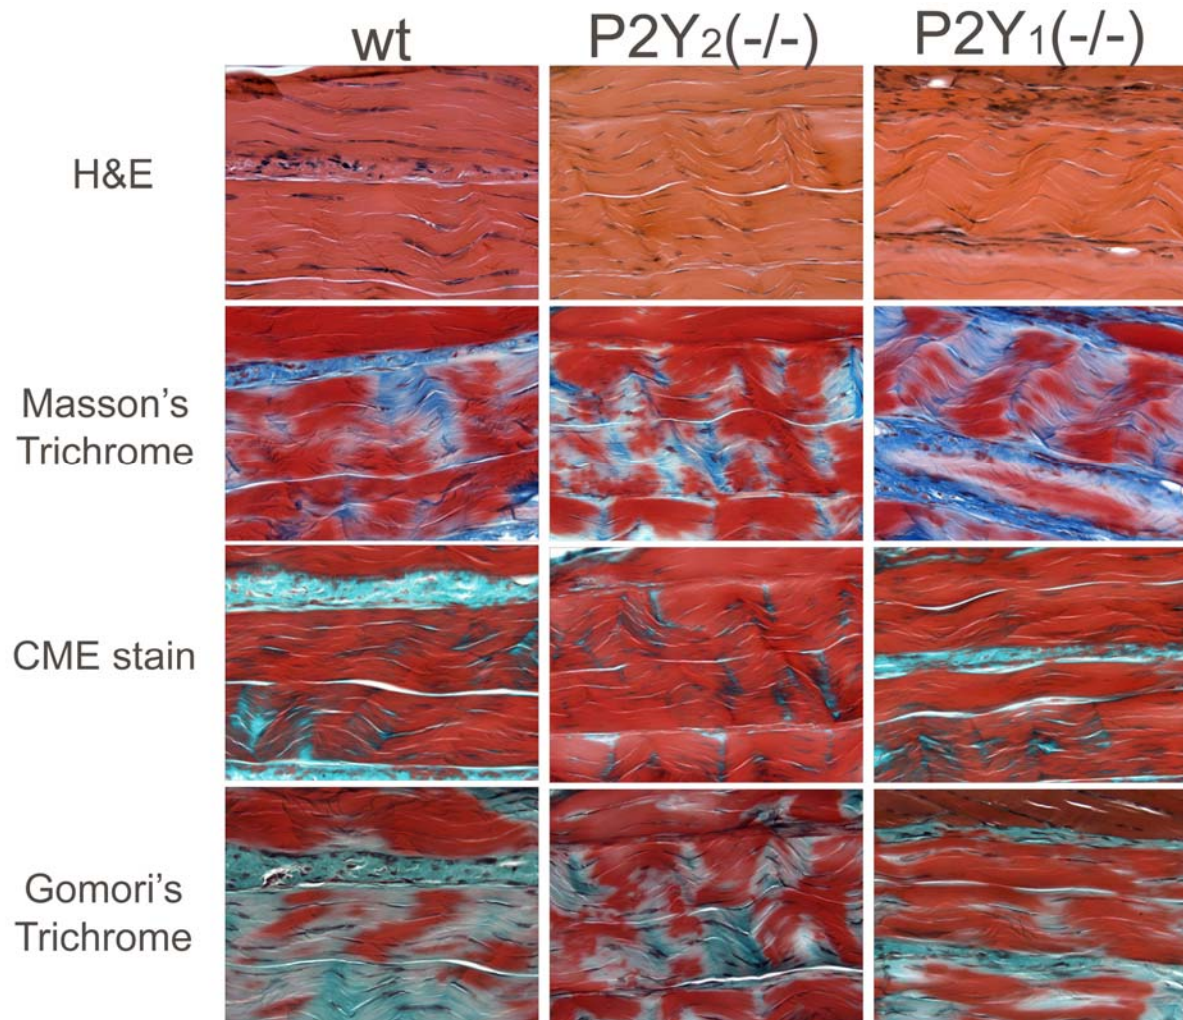 wt P2Y₂(-/-) P2Y₁(-/-)
H&E
Masson's
Trichrome
CME stain
Gomori's
Trichrome